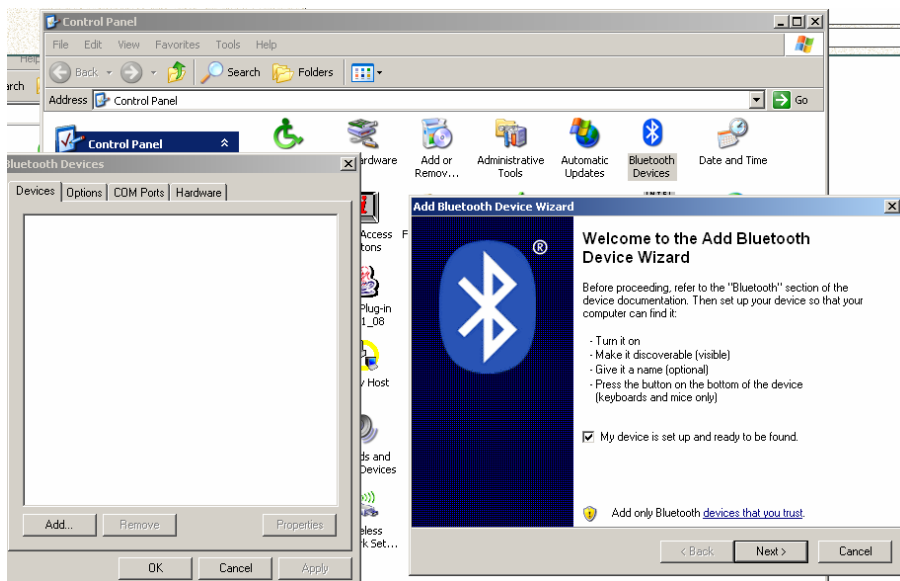 Control Panel
File Edit View Favorites Tools Help
Back Search Folders
Address Control Panel Go
Control Panel
Add or Remov...
Administrative Tools
Automatic Updates
Bluetooth Devices
Date and Time
Bluetooth Devices
Devices Options COM Ports Hardware
Add... Remove Properties
OK Cancel Apply
Add Bluetooth Device Wizard
®
Welcome to the Add Bluetooth
Device Wizard
Before proceeding, refer to the "Bluetooth" section of the
device documentation. Then set up your device so that your
computer can find it:
- Turn it on
- Make it discoverable (visible)
- Give it a name (optional)
- Press the button on the bottom of the device
(keyboards and mice only)
My device is set up and ready to be found.
Add only Bluetooth devices that you trust.
< Back Next > Cancel